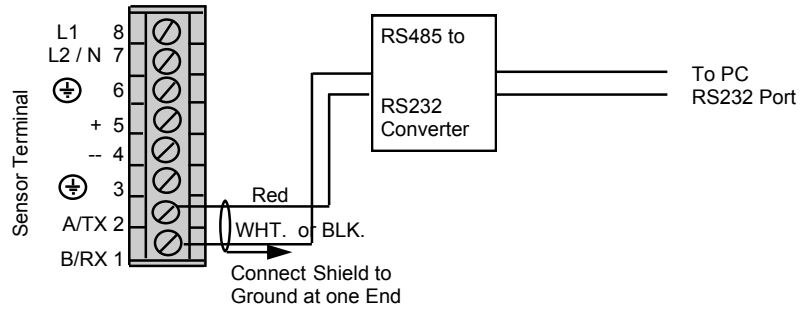 L1 8
L2 / N 7
6
+ 5
-- 4
3
A/TX 2
B/RX 1
Sensor Terminal
Red
WHT. or BLK.
Connect Shield to
Ground at one End
RS485 to
RS232
Converter
To PC
RS232 Port